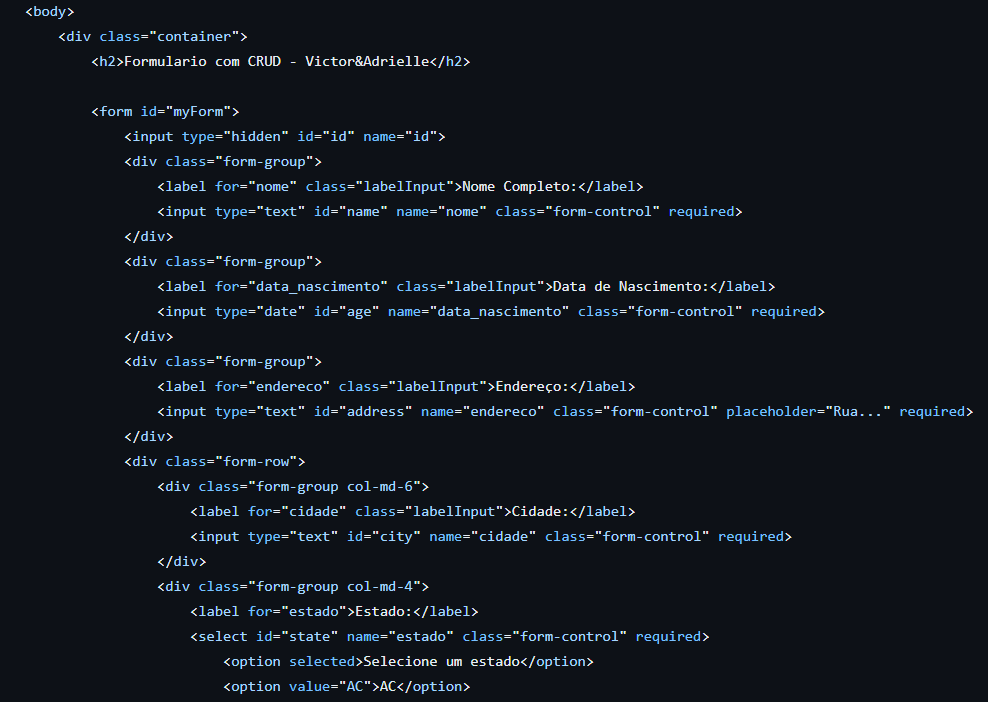 <body>
<div class="container">
<h2>Formulario com CRUD - Victor&Adrielle</h2>
<form id="myForm">
<input type="hidden" id="id" name="id">
<div class="form-group">
<label for="nome" class="labelInput">Nome Completo:</label>
<input type="text" id="name" name="nome" class="form-control" required>
</div>
<div class="form-group">
<label for="data_nascimento" class="labelInput">Data de Nascimento:</label>
<input type="date" id="age" name="data_nascimento" class="form-control" required>
</div>
<div class="form-group">
<label for="endereco" class="labelInput">Endereço:</label>
<input type="text" id="address" name="endereco" class="form-control" placeholder="Rua..." required>
</div>
<div class="form-row">
<div class="form-group col-md-6">
<label for="cidade" class="labelInput">Cidade:</label>
<input type="text" id="city" name="cidade" class="form-control" required>
</div>
<div class="form-group col-md-4">
<label for="estado">Estado:</label>
<select id="state" name="estado" class="form-control" required>
<option selected>Selecione um estado</option>
<option value="AC">AC</option>